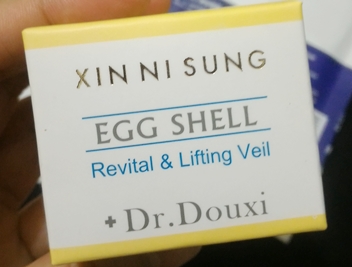 XIN NI SUNG
EGG SHELL
Revital & Lifting Veil
+ Dr.Douxi